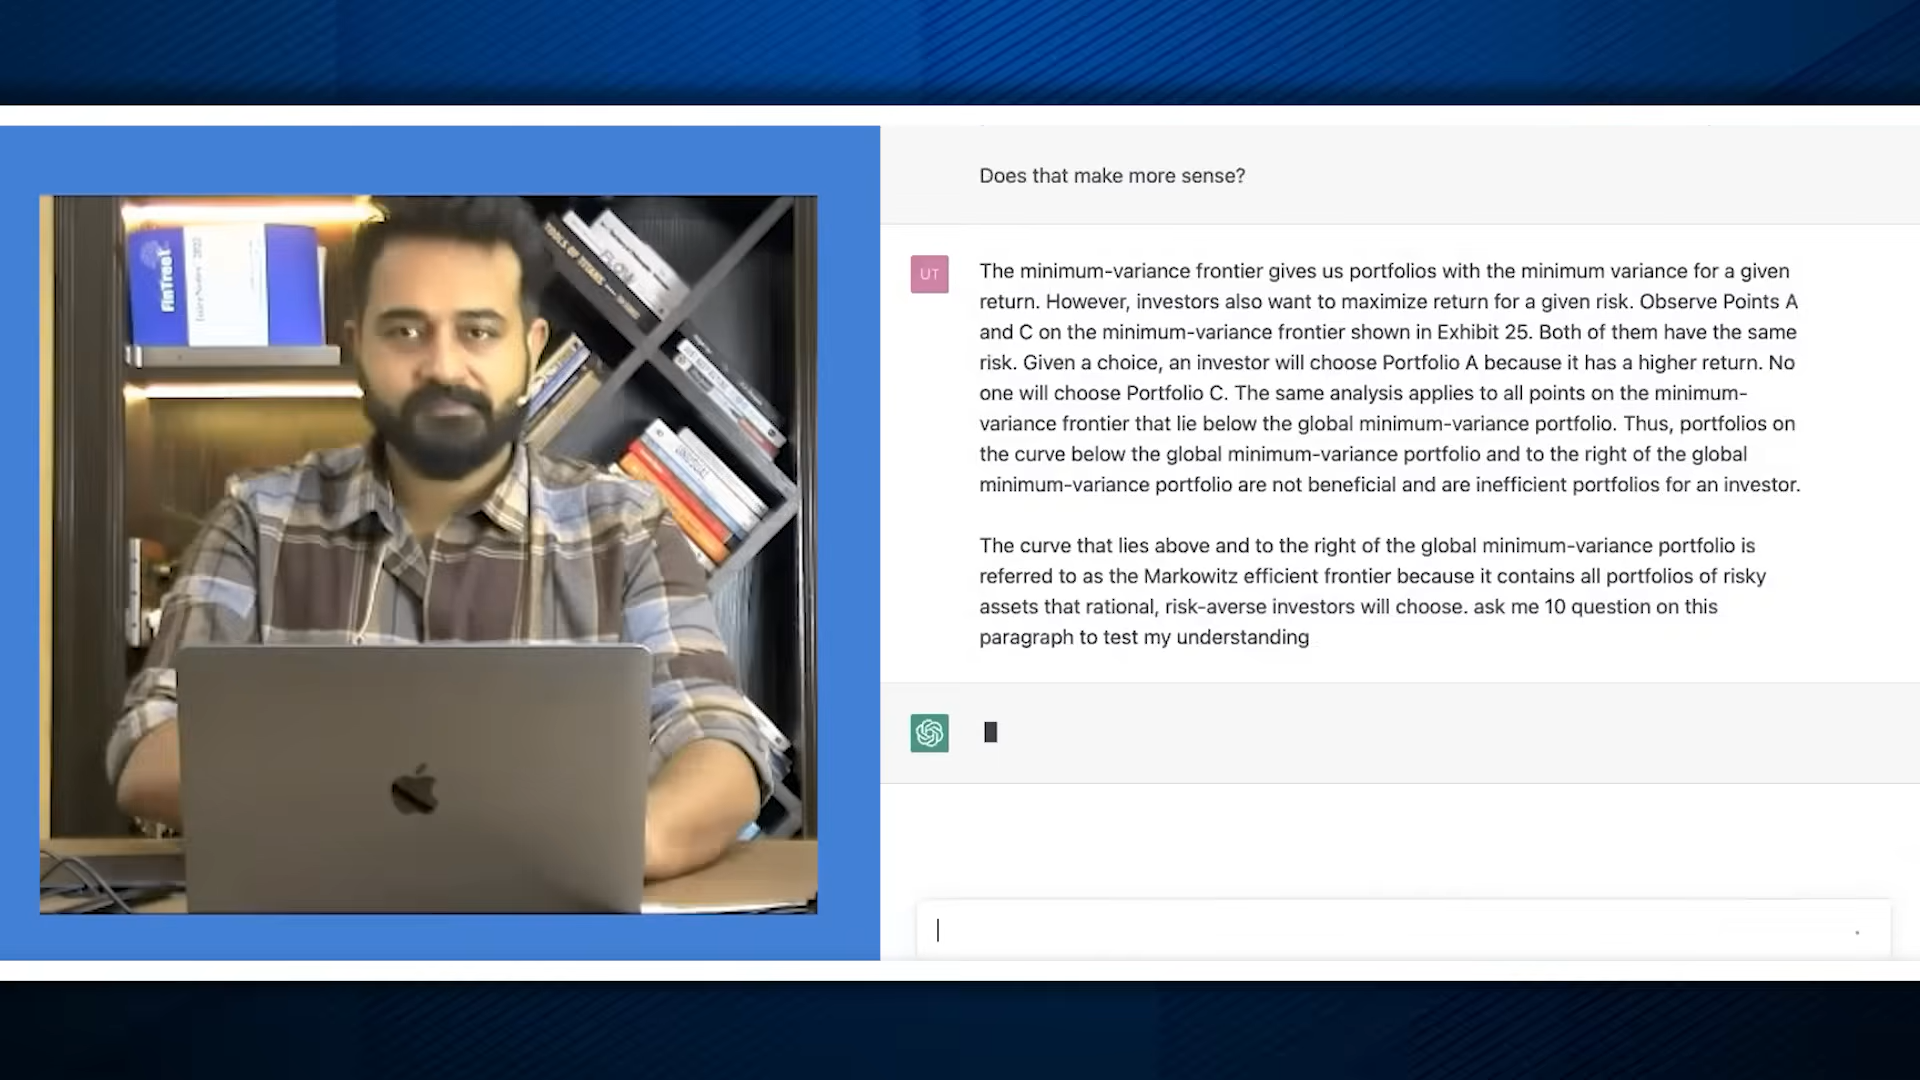 Does that make more sense?
UT
The minimum-variance frontier gives us portfolios with the minimum variance for a given
return. However, investors also want to maximize return for a given risk. Observe Points A
and C on the minimum-variance frontier shown in Exhibit 25. Both of them have the same
risk. Given a choice, an investor will choose Portfolio A because it has a higher return. No
one will choose Portfolio C. The same analysis applies to all points on the minimum-
variance frontier that lie below the global minimum-variance portfolio. Thus, portfolios on
the curve below the global minimum-variance portfolio and to the right of the global
minimum-variance portfolio are not beneficial and are inefficient portfolios for an investor.
The curve that lies above and to the right of the global minimum-variance portfolio is
referred to as the Markowitz efficient frontier because it contains all portfolios of risky
assets that rational, risk-averse investors will choose. ask me 10 question on this
paragraph to test my understanding
FinTree
TOOLS OF TITANS
FLOW
UNUSUAL